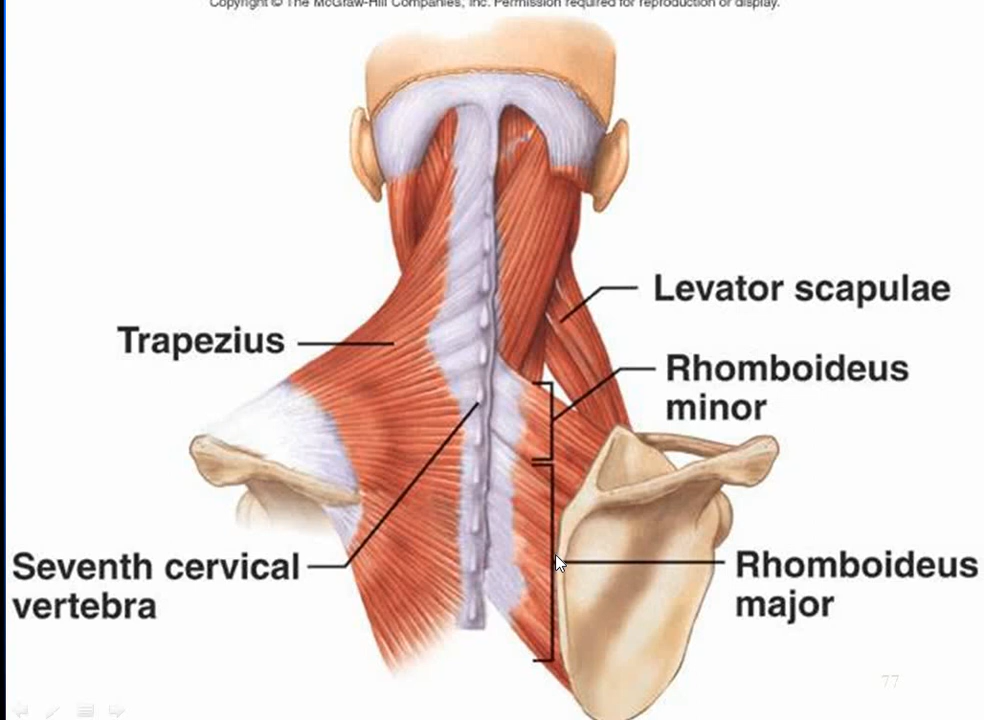 Copyright © The McGraw-Hill Companies, Inc. Permission required for reproduction or display.
Levator scapulae
Trapezius
Rhomboideus
minor
Seventh cervical
vertebra
Rhomboideus
major
77